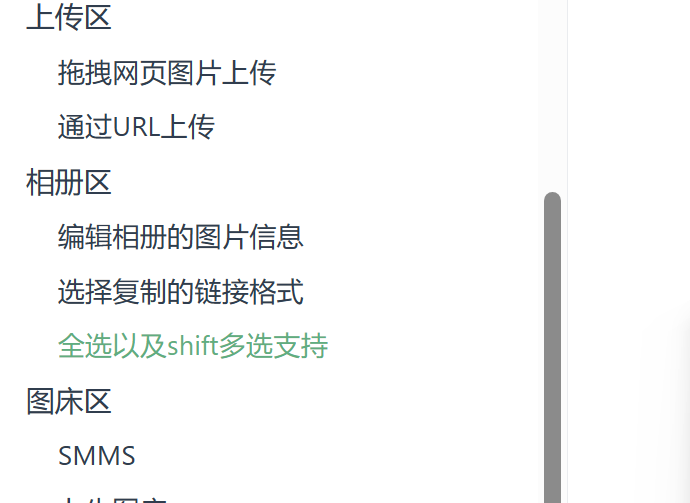 上传区
拖拽网页图片上传
通过URL上传
相册区
编辑相册的图片信息
选择复制的链接格式
全选以及shift多选支持
图床区
SMMS